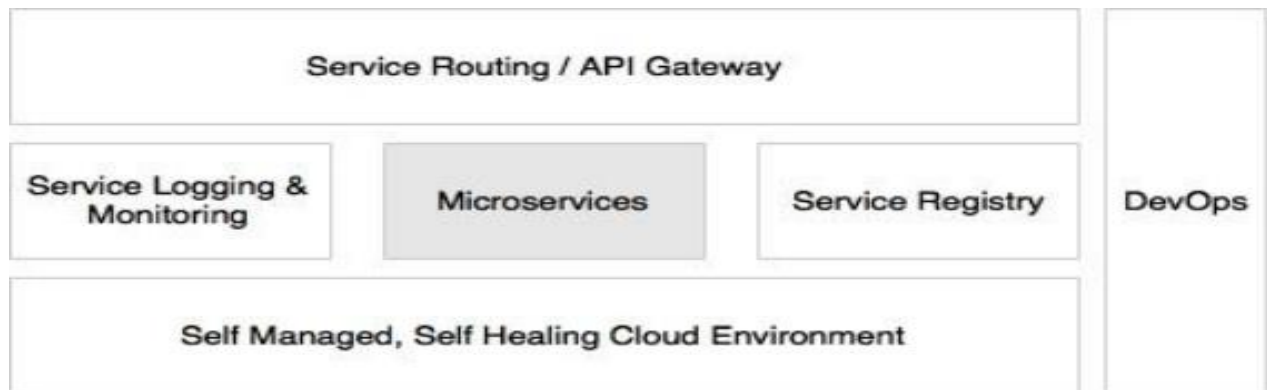 Service Routing / API Gateway
Service Logging &
Monitoring
Microservices
Service Registry
DevOps
Self Managed, Self Healing Cloud Environment